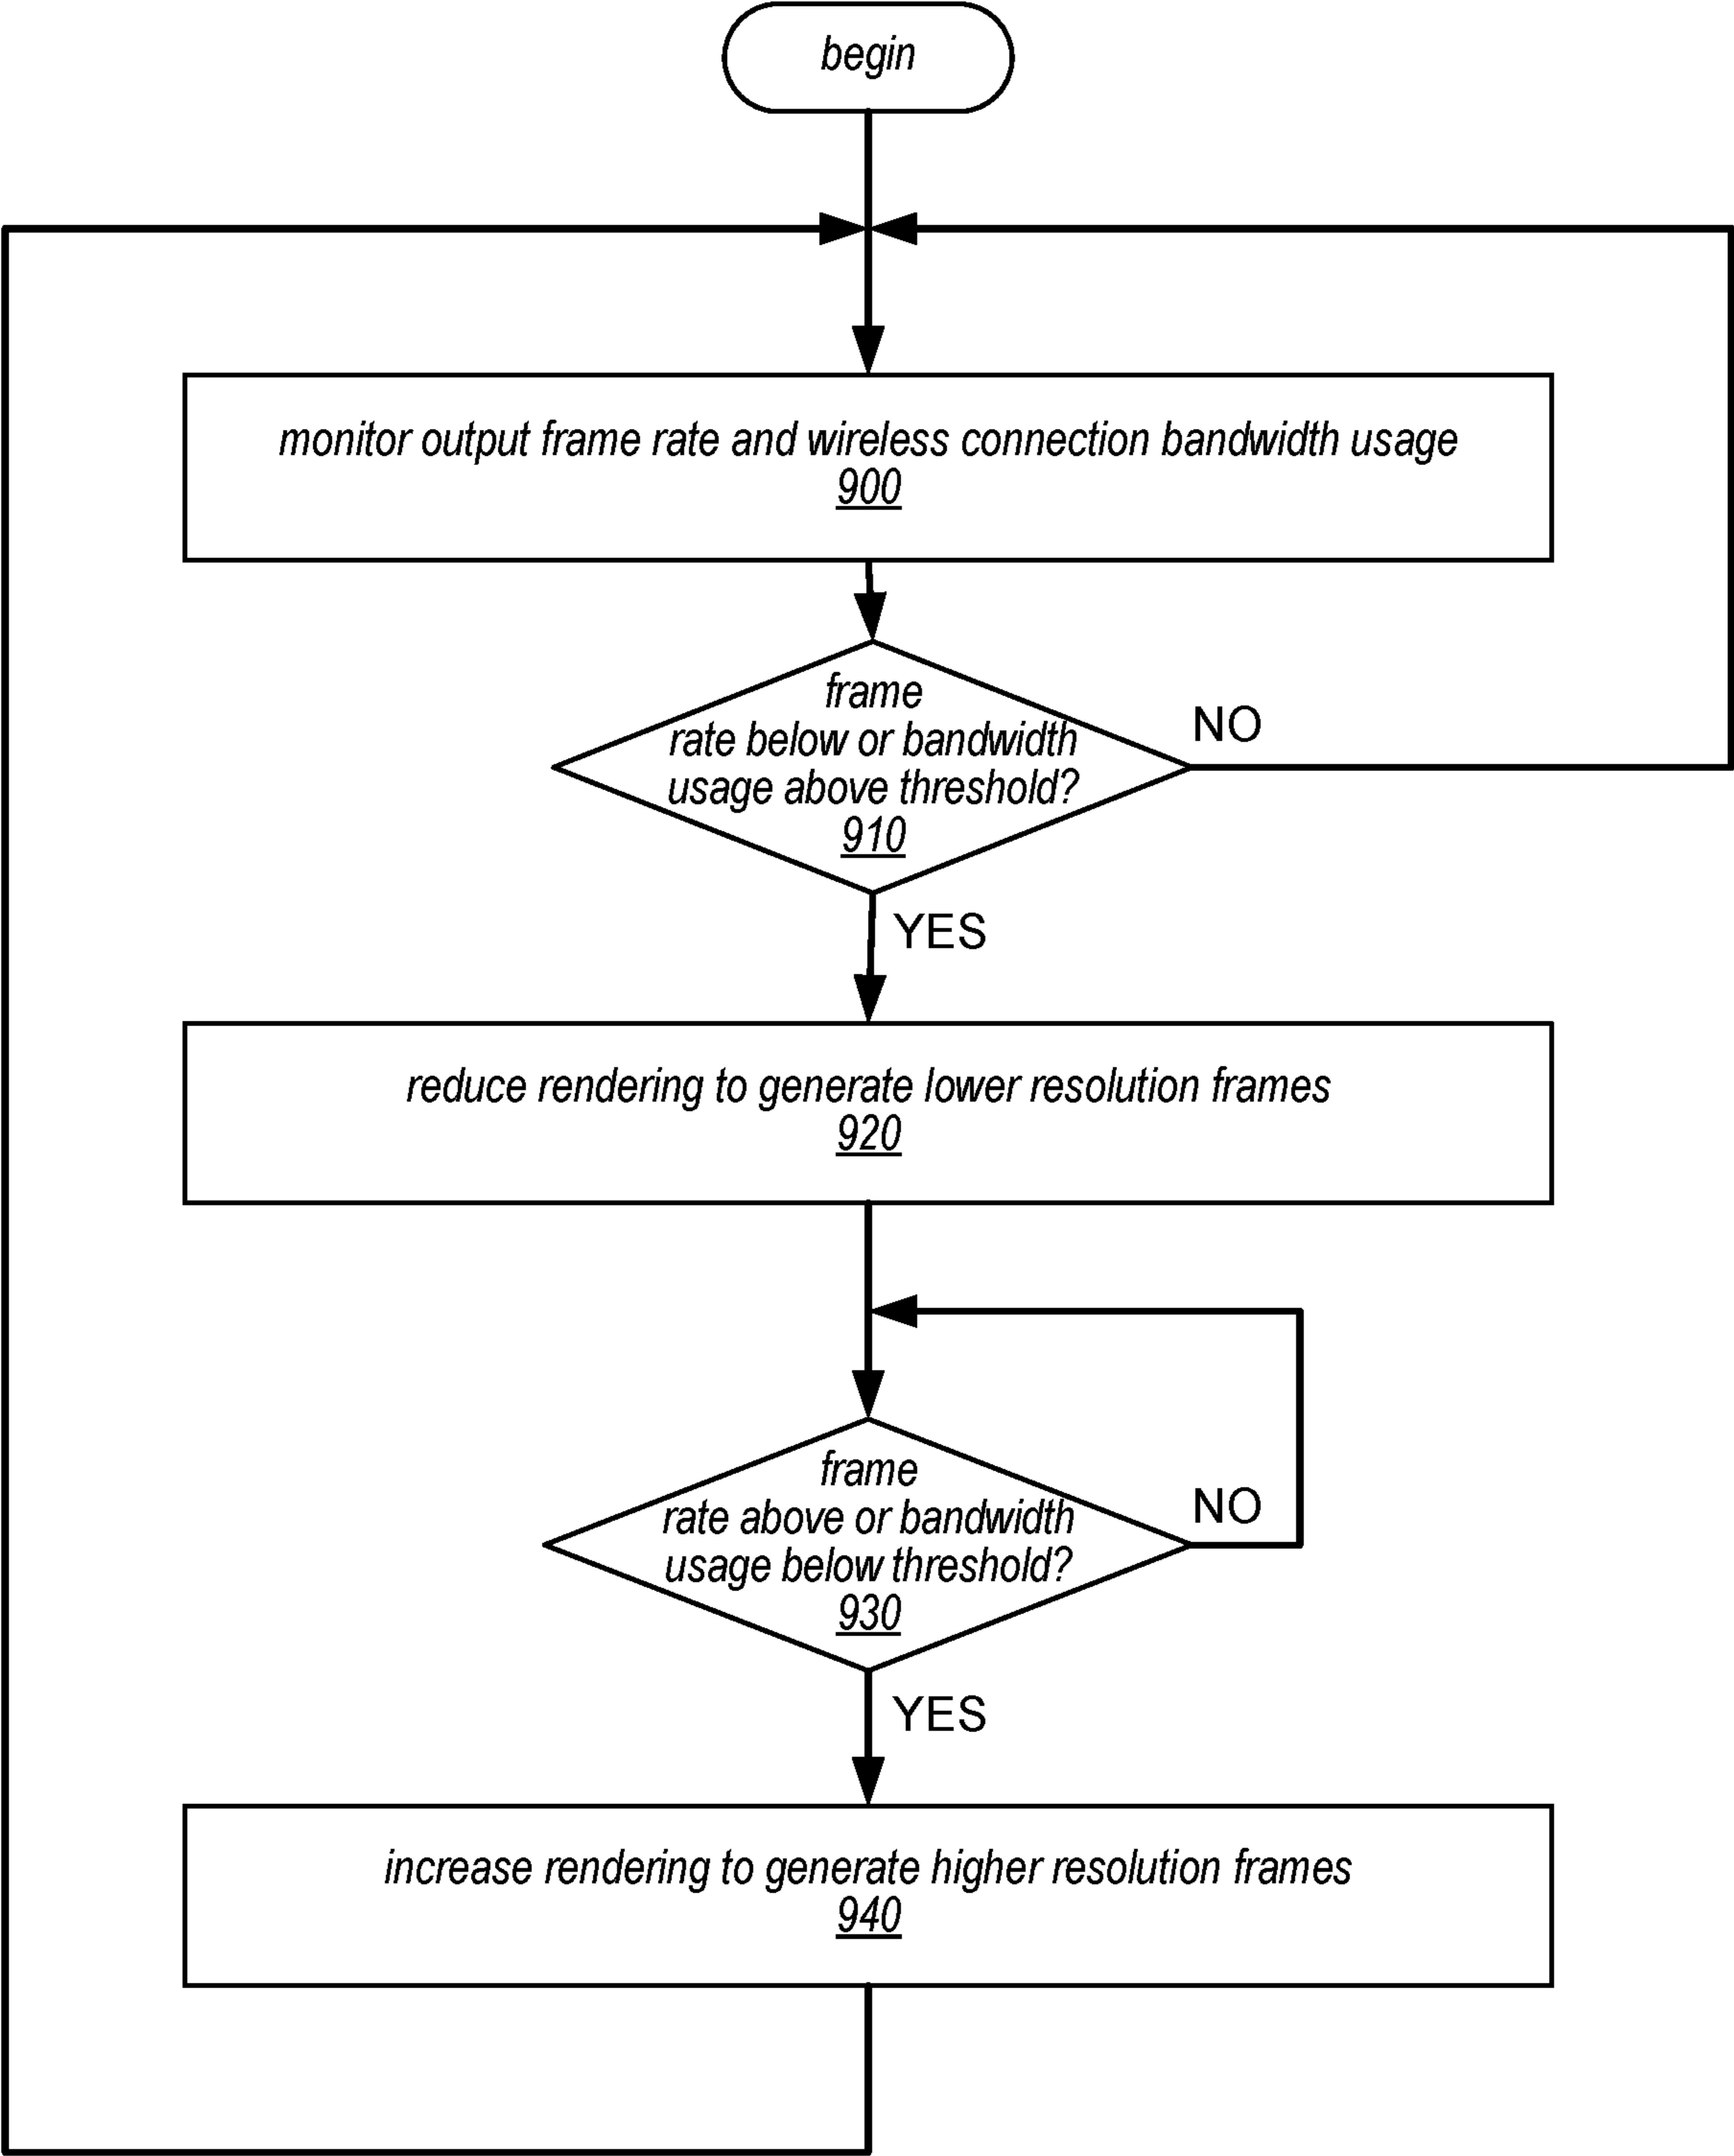 begin
monitor output frame rate and wireless connection bandwidth usage
900
frame
rate below or bandwidth
usage above threshold?
910
NO
YES
reduce rendering to generate lower resolution frames
920
frame
rate above or bandwidth
usage below threshold?
930
NO
YES
increase rendering to generate higher resolution frames
940